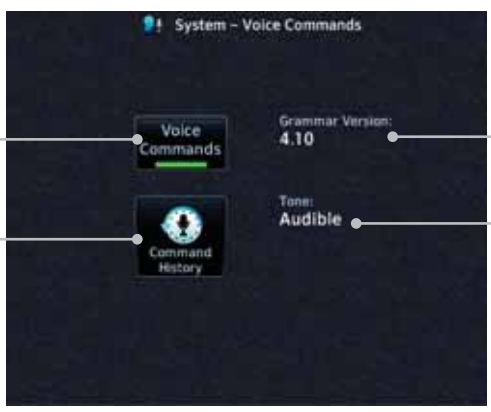 System – Voice Commands
Voice
Commands
Grammar Version:
4.10
Command
History
Tone:
Audible